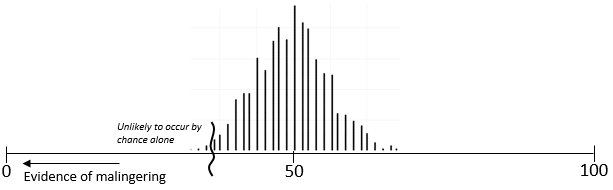 Unlikely to occur by
chance alone
0
50
100
Evidence of malingering